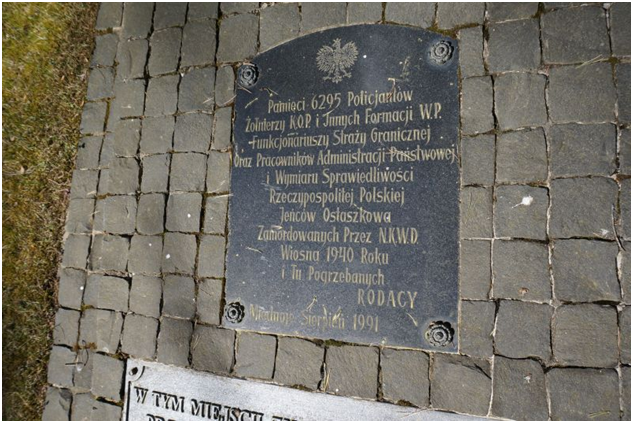 Pamięci 6295 Policjantów
Żołnierzy K.O.P. i Innych Formacji W.P.
Funkcjonariuszy Straży Granicznej
Oraz Pracowników Administracji Państwowej
i Wymiaru Sprawiedliwości
Rzeczypospolitej Polskiej
Jeńców Ostaszkowa
Zamordowanych Przez N.K.W.D.
Wiosną 1940 Roku
i Tu Pogrzebanych
RODACY
Miednoje Sierpień 1991
W TYM MIEJSCU